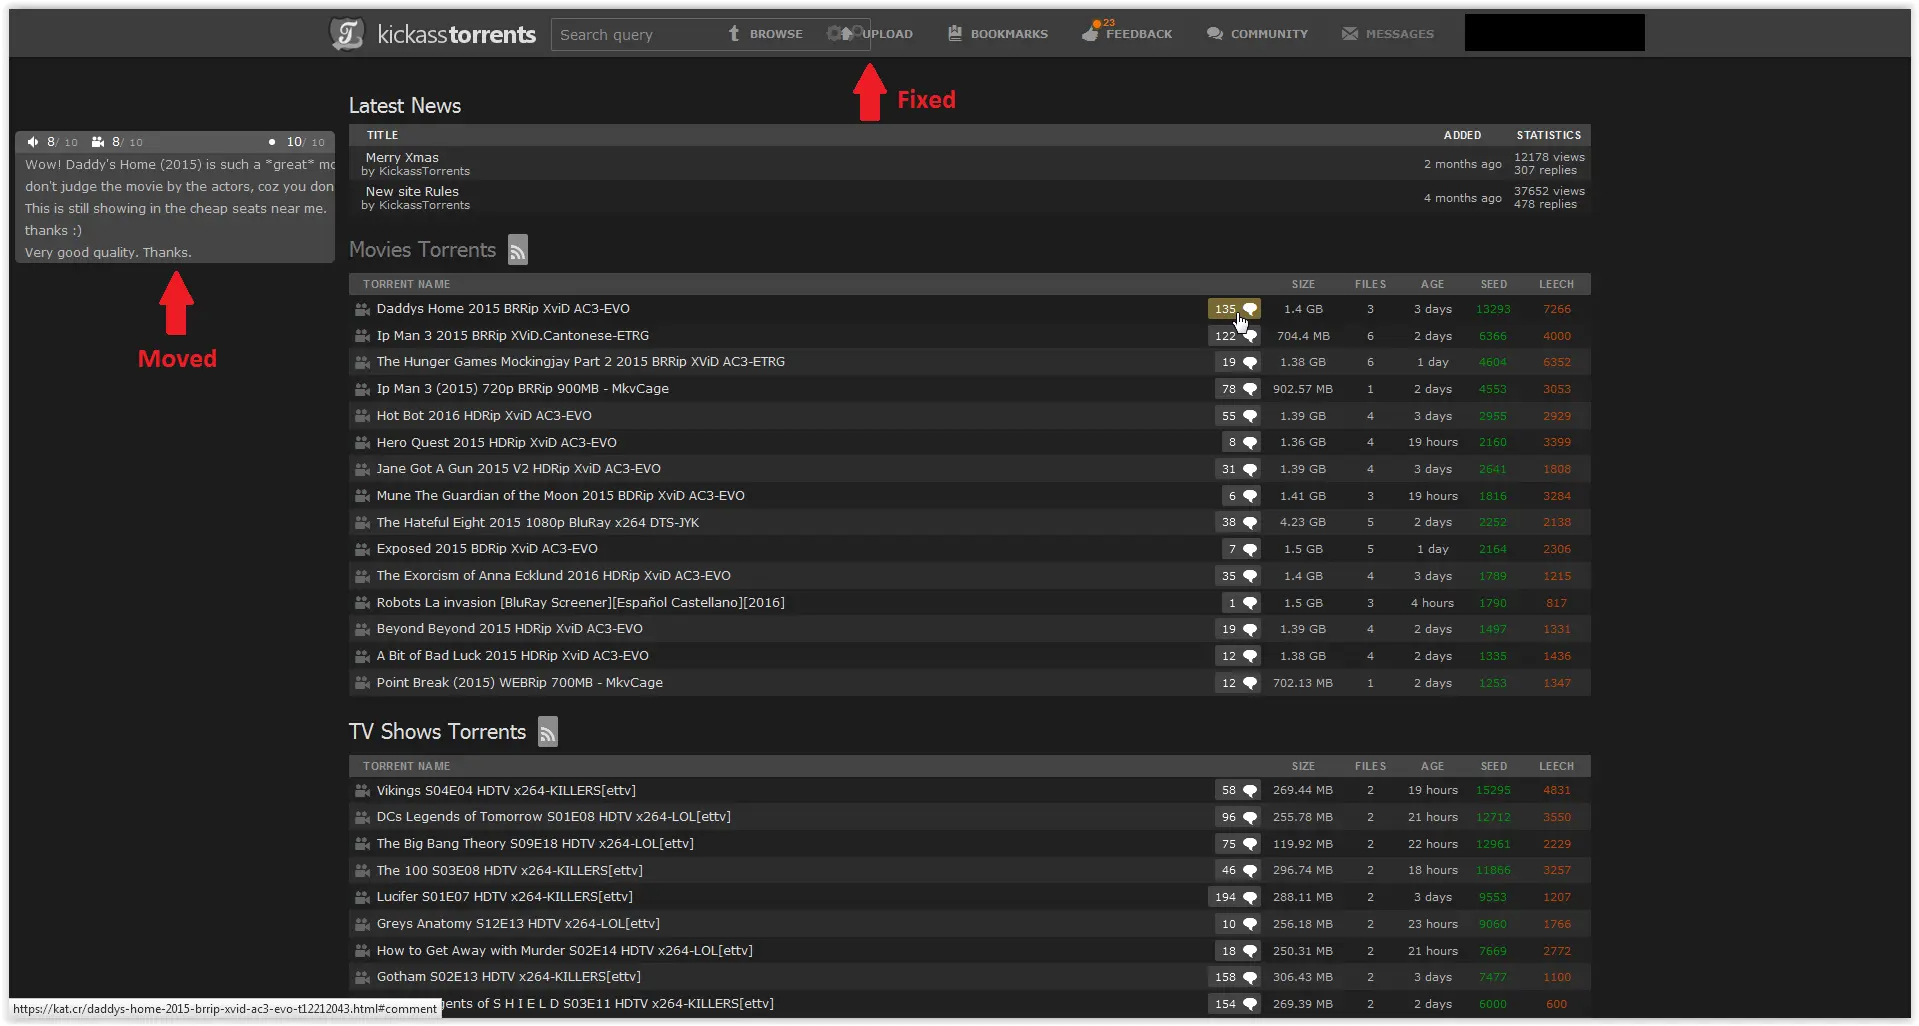 kickasstorrents Search query BROWSE UPLOAD BOOKMARKS 23 FEEDBACK COMMUNITY MESSAGES
Fixed
Latest News
TITLE ADDED STATISTICS
Merry Xmas
by KickassTorrents 2 months ago 12178 views 307 replies
New site Rules
by KickassTorrents 4 months ago 37652 views 478 replies
8/ 10 8/ 10 10/ 10
Wow! Daddy's Home (2015) is such a *great* mo
don't judge the movie by the actors, coz you don
This is still showing in the cheap seats near me.
thanks :)
Very good quality. Thanks.
Moved
Movies Torrents
TORRENT NAME SIZE FILES AGE SEED LEECH
Daddys Home 2015 BRRip XviD AC3-EVO 135 1.4 GB 3 3 days 13293 7266
Ip Man 3 2015 BRRip XViD.Cantonese-ETRG 122 704.4 MB 6 2 days 6366 4000
The Hunger Games Mockingjay Part 2 2015 BRRip XViD AC3-ETRG 19 1.38 GB 6 1 day 4604 6352
Ip Man 3 (2015) 720p BRRip 900MB - MkvCage 78 902.57 MB 1 2 days 4553 3053
Hot Bot 2016 HDRip XviD AC3-EVO 55 1.39 GB 4 3 days 2955 2929
Hero Quest 2015 HDRip XviD AC3-EVO 8 1.36 GB 4 19 hours 2160 3399
Jane Got A Gun 2015 V2 HDRip XviD AC3-EVO 31 1.39 GB 4 3 days 2641 1808
Mune The Guardian of the Moon 2015 BDRip XviD AC3-EVO 6 1.41 GB 3 19 hours 1816 3284
The Hateful Eight 2015 1080p BluRay x264 DTS-JYK 38 4.23 GB 5 2 days 2252 2138
Exposed 2015 BDRip XviD AC3-EVO 7 1.5 GB 5 1 day 2164 2306
The Exorcism of Anna Ecklund 2016 HDRip XviD AC3-EVO 35 1.4 GB 4 3 days 1789 1215
Robots La invasion [BluRay Screener][Español Castellano][2016] 1 1.5 GB 3 4 hours 1790 817
Beyond Beyond 2015 HDRip XviD AC3-EVO 19 1.39 GB 4 2 days 1497 1331
A Bit of Bad Luck 2015 HDRip XviD AC3-EVO 12 1.38 GB 4 2 days 1335 1436
Point Break (2015) WEBRip 700MB - MkvCage 12 702.13 MB 1 2 days 1253 1347
TV Shows Torrents
TORRENT NAME SIZE FILES AGE SEED LEECH
Vikings S04E04 HDTV x264-KILLERS[ettv] 58 269.44 MB 2 19 hours 15295 4831
DCs Legends of Tomorrow S01E08 HDTV x264-LOL[ettv] 96 255.78 MB 2 21 hours 12712 3550
The Big Bang Theory S09E18 HDTV x264-LOL[ettv] 75 119.92 MB 2 22 hours 12961 2229
The 100 S03E08 HDTV x264-KILLERS[ettv] 46 296.74 MB 2 18 hours 11866 3257
Lucifer S01E07 HDTV x264-KILLERS[ettv] 194 288.11 MB 2 3 days 9553 1207
Greys Anatomy S12E13 HDTV x264-LOL[ettv] 10 256.18 MB 2 23 hours 9060 1766
How to Get Away with Murder S02E14 HDTV x264-LOL[ettv] 18 250.31 MB 2 21 hours 7669 2772
Gotham S02E13 HDTV x264-KILLERS[ettv] 158 306.43 MB 2 3 days 7477 1100
gents of S H I E L D S03E11 HDTV x264-KILLERS[ettv] 154 269.39 MB 2 2 days 6000 600
https://kat.cr/daddys-home-2015-brrip-xvid-ac3-evo-t12212043.html#comment